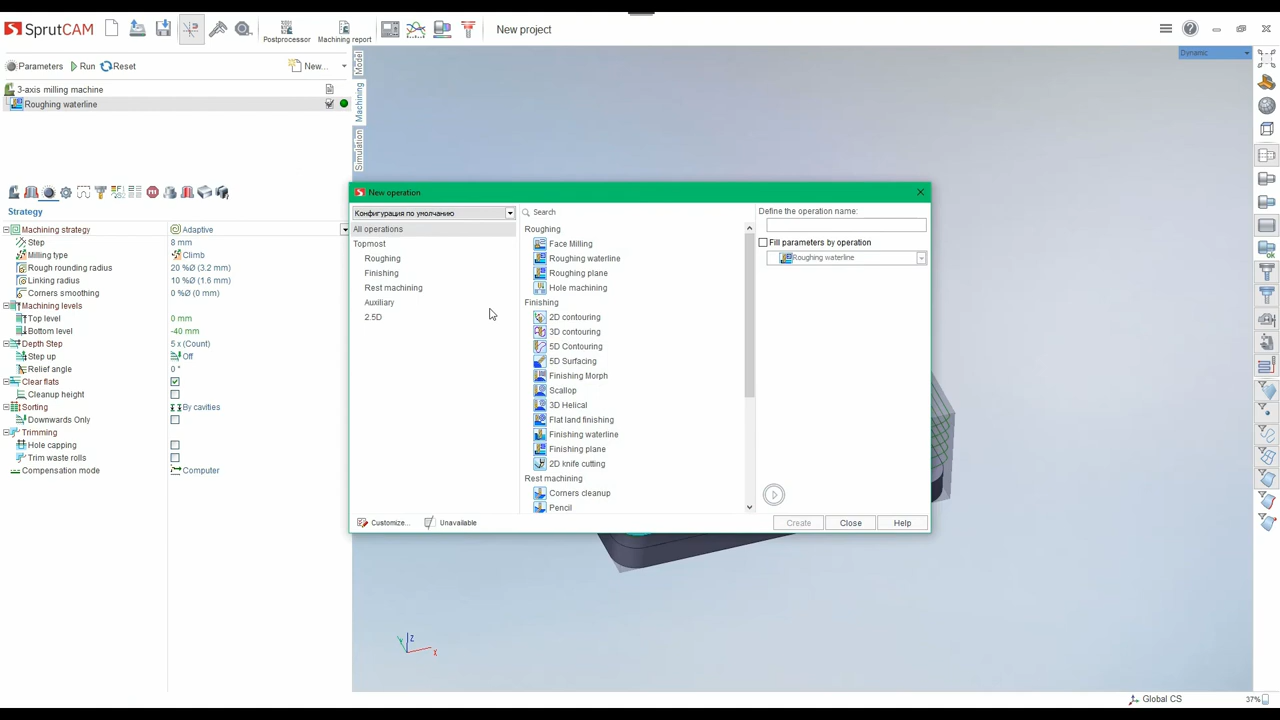 SprutCAM
Postprocessor
Machining report
New project
Parameters
Run
Reset
New...
3-axis milling machine
Roughing waterline
Model
Machining
Simulation
Dynamic
Strategy
Machining strategy Adaptive
Step 8 mm
Milling type Climb
Rough rounding radius 20 %Ø (3.2 mm)
Linking radius 10 %Ø (1.6 mm)
Corners smoothing 0 %Ø (0 mm)
Machining levels
Top level 0 mm
Bottom level -40 mm
Depth Step 5 x (Count)
Step up Off
Relief angle 0 °
Clear flats
Cleanup height
Sorting By cavities
Downwards Only
Trimming
Hole capping
Trim waste rolls
Compensation mode Computer
New operation
Конфигурация по умолчанию
All operations
Topmost
Roughing
Finishing
Rest machining
Auxiliary
2.5D
Search
Roughing
Face Milling
Roughing waterline
Roughing plane
Hole machining
Finishing
2D contouring
3D contouring
5D Contouring
5D Surfacing
Finishing Morph
Scallop
3D Helical
Flat land finishing
Finishing waterline
Finishing plane
2D knife cutting
Rest machining
Corners cleanup
Pencil
Define the operation name:
Fill parameters by operation
Roughing waterline
Customize...
Unavailable
Create
Close
Help
Z
Y
X
Global CS
37%